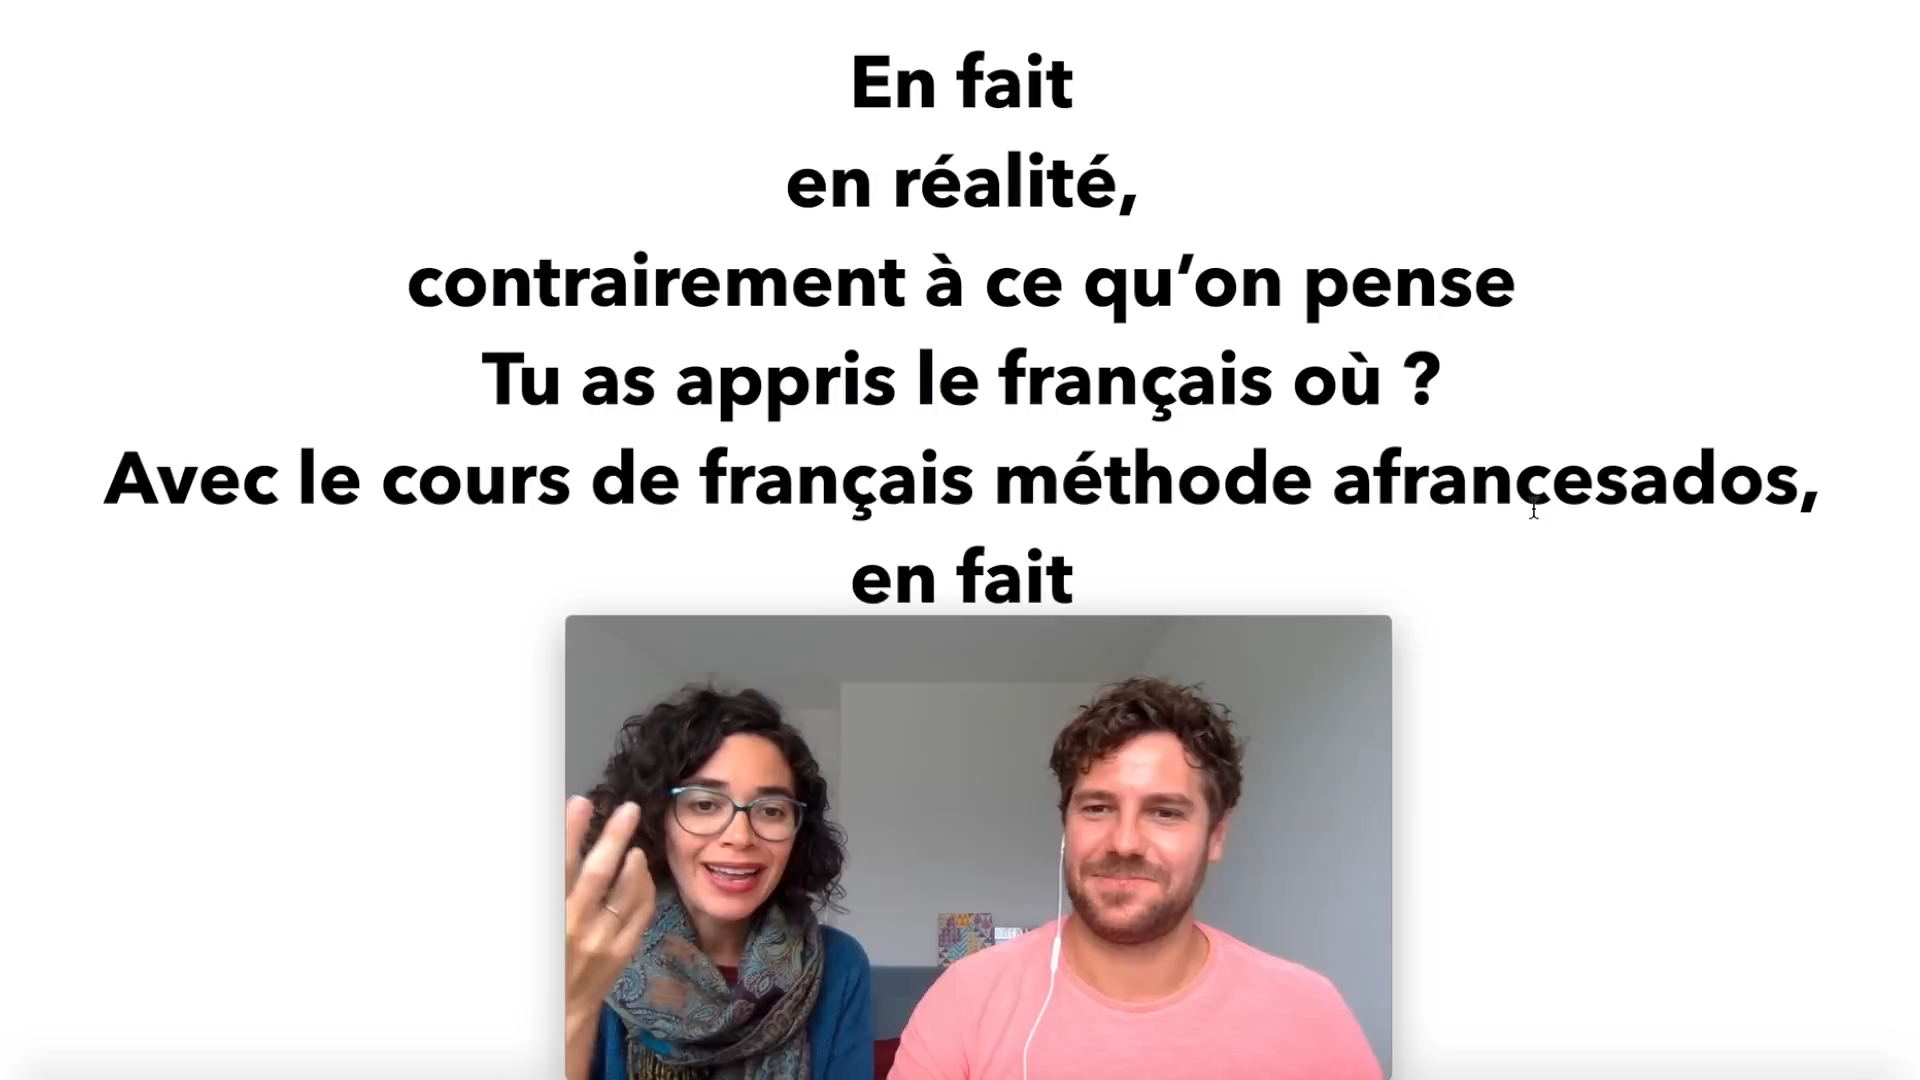 En fait
en réalité,
contrairement à ce qu’on pense
Tu as appris le français où ?
Avec le cours de français méthode afrançesados,
en fait